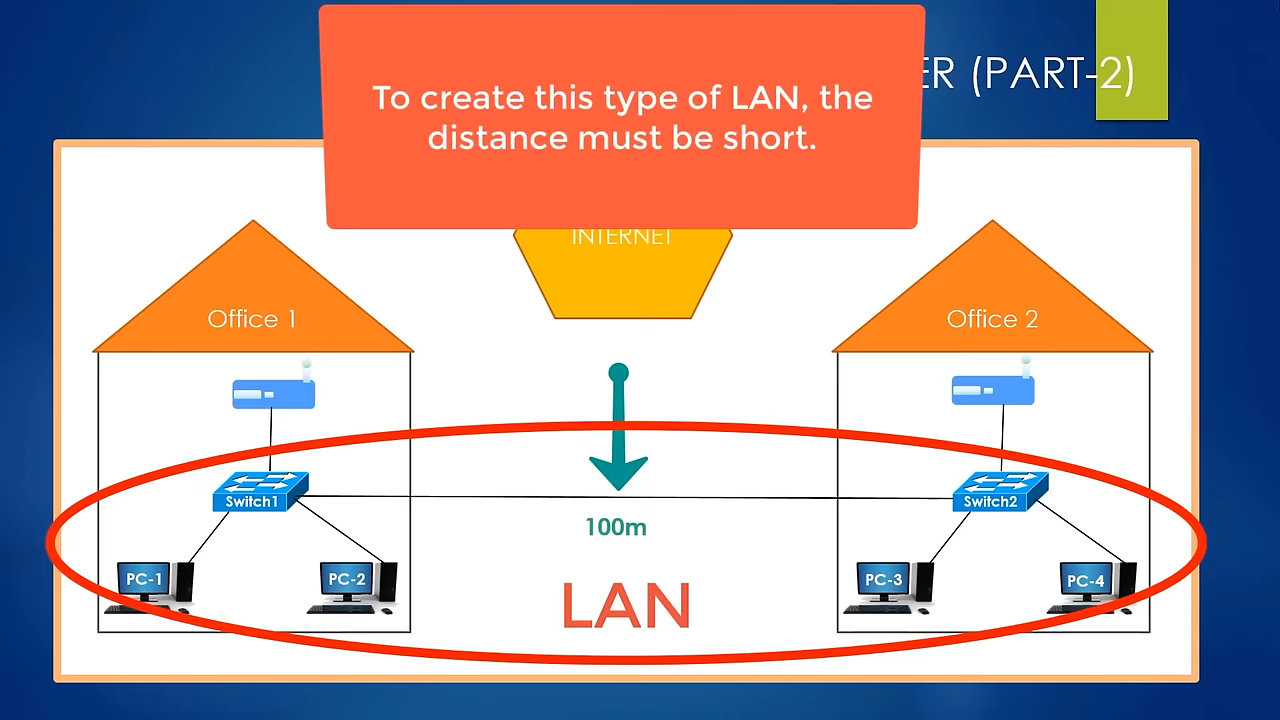 To create this type of LAN, the
distance must be short.
(PART-2)
INTERNET
Office 1
Office 2
Switch1
Switch2
100m
PC-1
PC-2
PC-3
PC-4
LAN